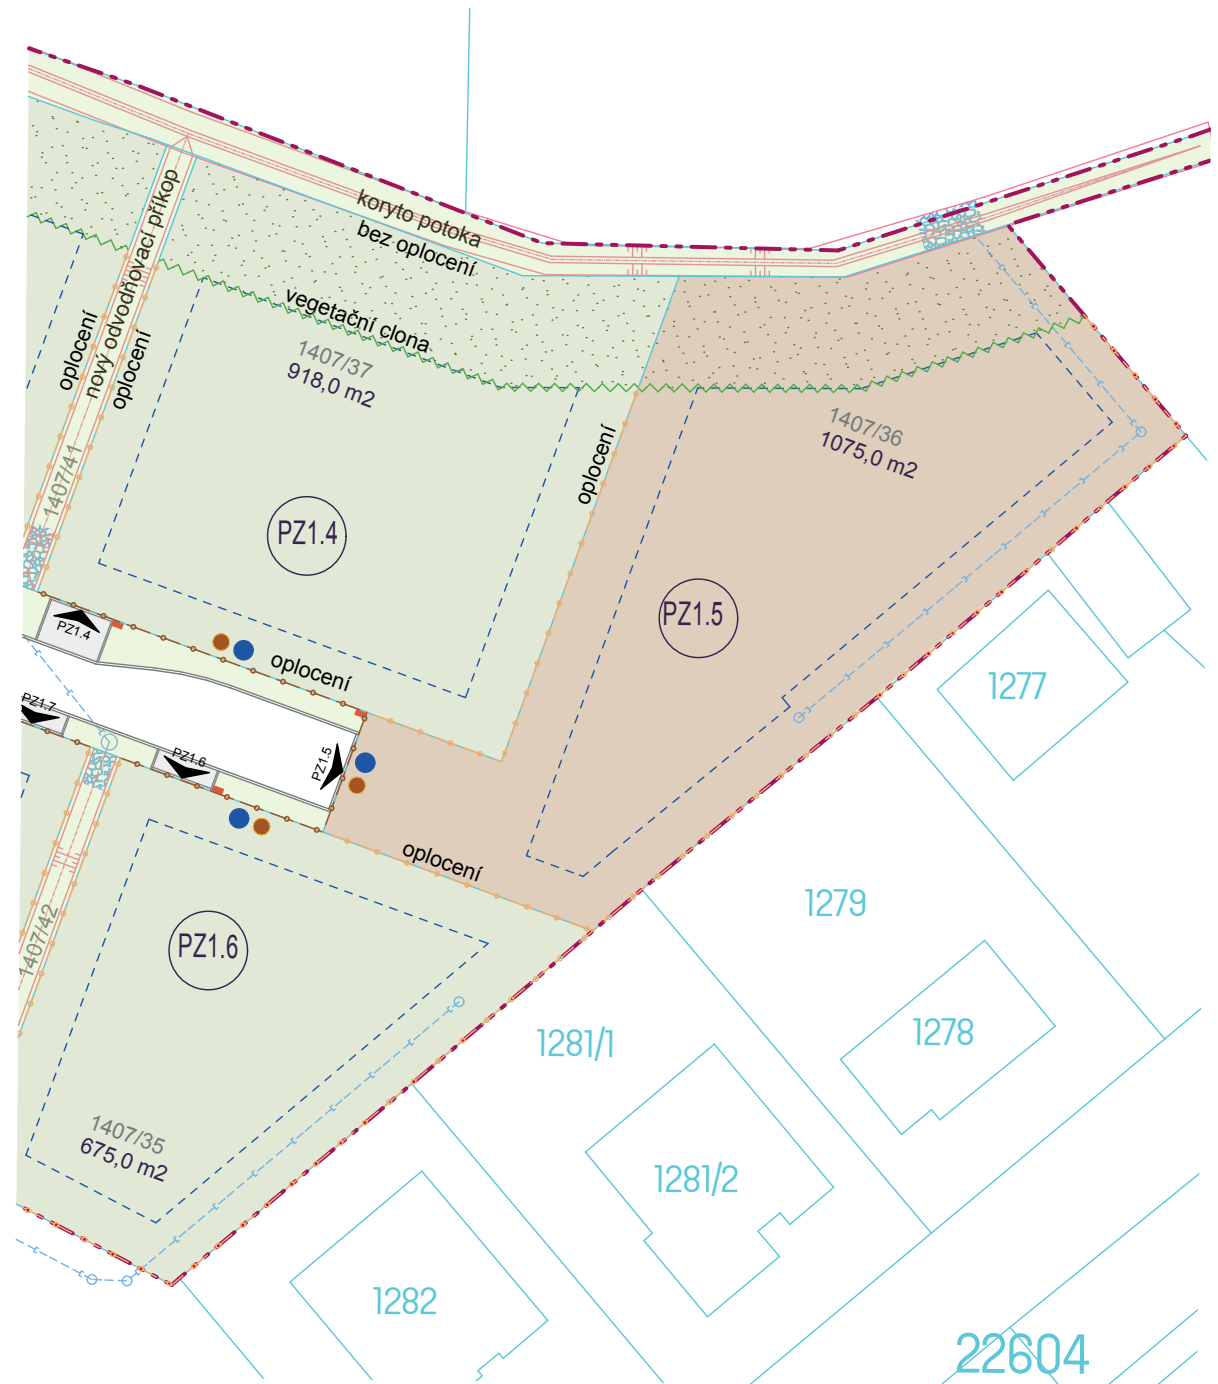 koryto potoka
bez oplocení
nový odvodňovací příkop
vegetační clona
oplocení
oplocení
1407/37
918,0 m2
1407/36
1075,0 m2
oplocení
1407/41
PZ1.4
PZ1.5
PZ1.4
oplocení
1277
PZ1.7
PZ1.6
PZ1.5
oplocení
1279
1407/42
PZ1.6
1281/1
1278
1407/35
675,0 m2
1281/2
1282
22604